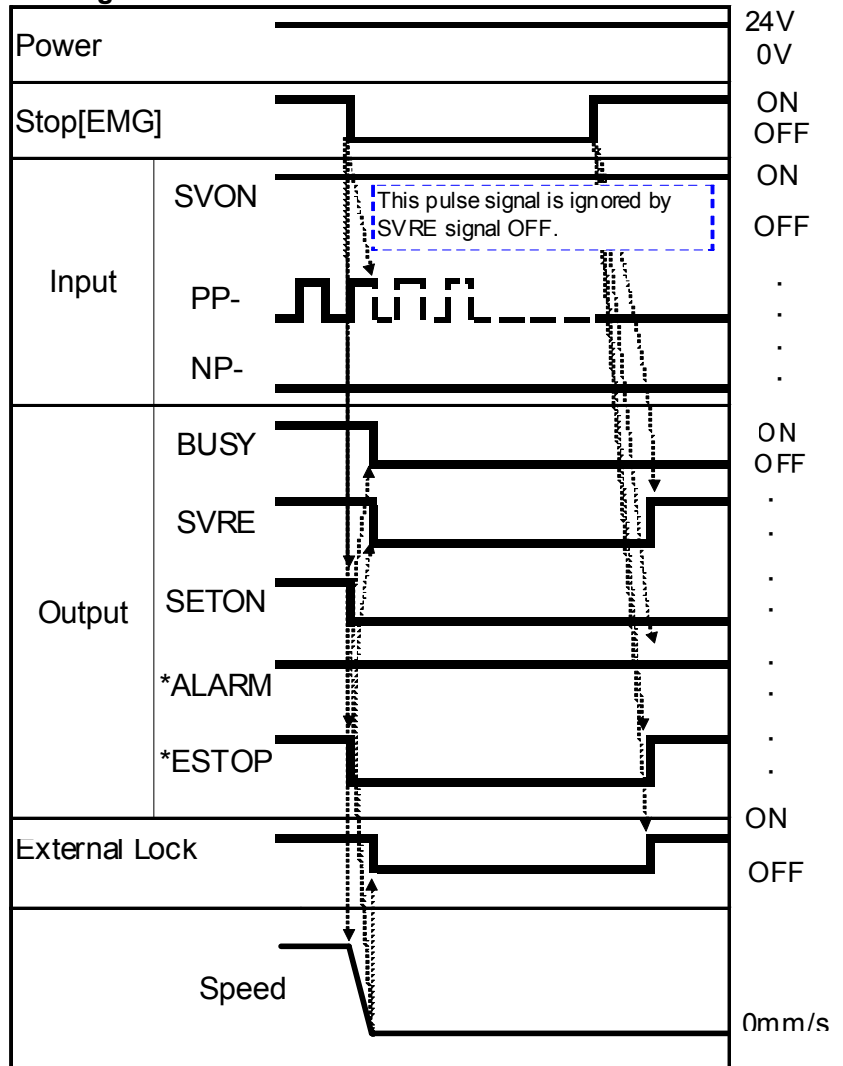 Power
24V
0V
Stop[EMG]
ON
OFF
Input
SVON
ON
OFF
This pulse signal is ignored by
SVRE signal OFF.
PP-
NP-
Output
BUSY
ON
OFF
SVRE
SETON
*ALARM
*ESTOP
External Lock
ON
OFF
Speed
0mm/s